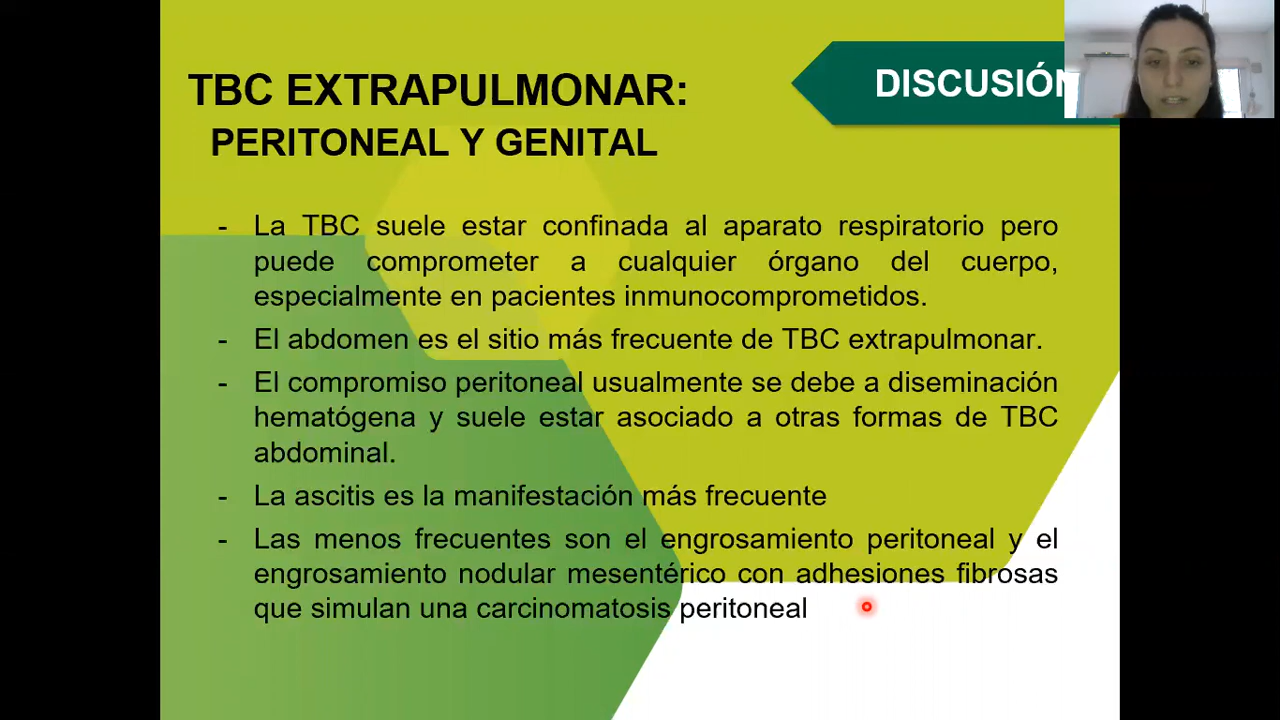 TBC EXTRAPULMONAR:
PERITONEAL Y GENITAL
DISCUSIÓN
- La TBC suele estar confinada al aparato respiratorio pero
puede comprometer a cualquier órgano del cuerpo,
especialmente en pacientes inmunocomprometidos.
- El abdomen es el sitio más frecuente de TBC extrapulmonar.
- El compromiso peritoneal usualmente se debe a diseminación
hematógena y suele estar asociado a otras formas de TBC
abdominal.
- La ascitis es la manifestación más frecuente
- Las menos frecuentes son el engrosamiento peritoneal y el
engrosamiento nodular mesentérico con adhesiones fibrosas
que simulan una carcinomatosis peritoneal